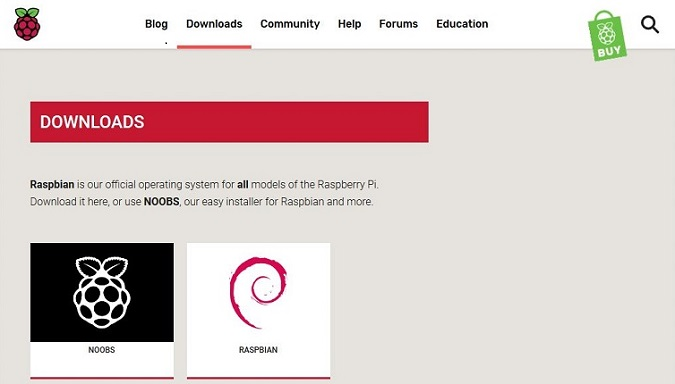 Blog Downloads Community Help Forums Education
BUY
DOWNLOADS
Raspbian is our official operating system for all models of the Raspberry Pi.
Download it here, or use NOOBS, our easy installer for Raspbian and more.
NOOBS RASPBIAN